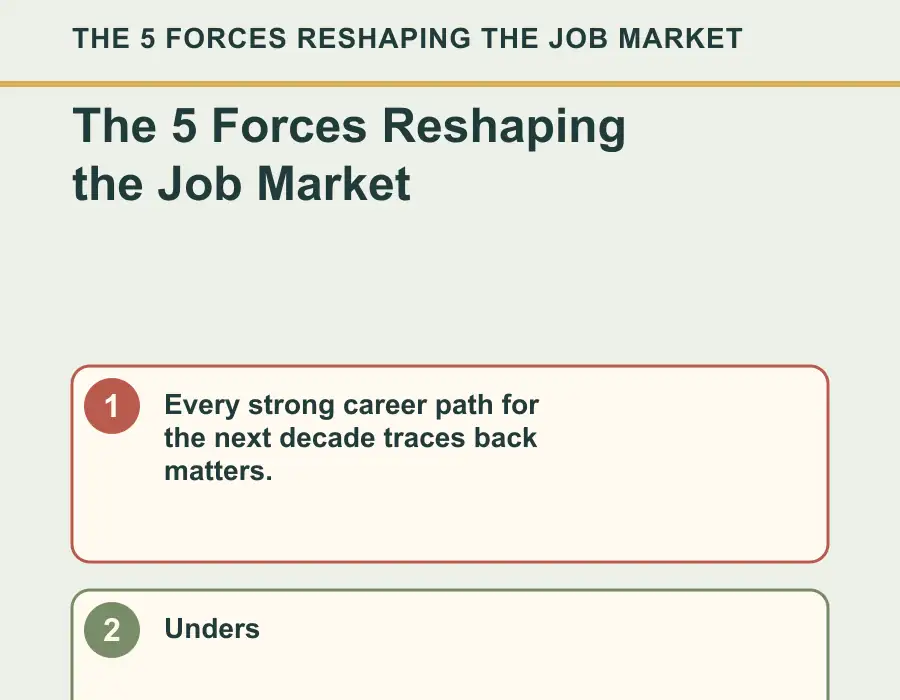 THE 5 FORCES RESHAPING THE JOB MARKET
The 5 Forces Reshaping
the Job Market
1
Every strong career path for
the next decade traces back
matters.
2
Unders